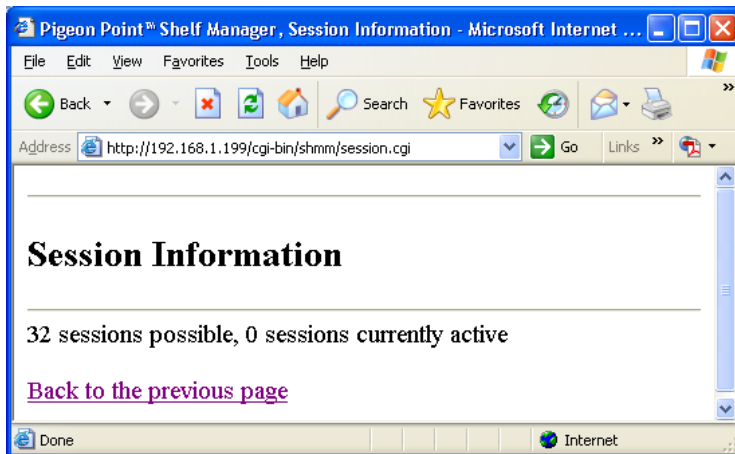 Pigeon Point™ Shelf Manager, Session Information - Microsoft Internet ...
File Edit View Favorites Tools Help
Back Search Favorites »
Address http://192.168.1.199/cgi-bin/shmm/session.cgi Go Links »
Session Information
32 sessions possible, 0 sessions currently active
Back to the previous page
Done Internet